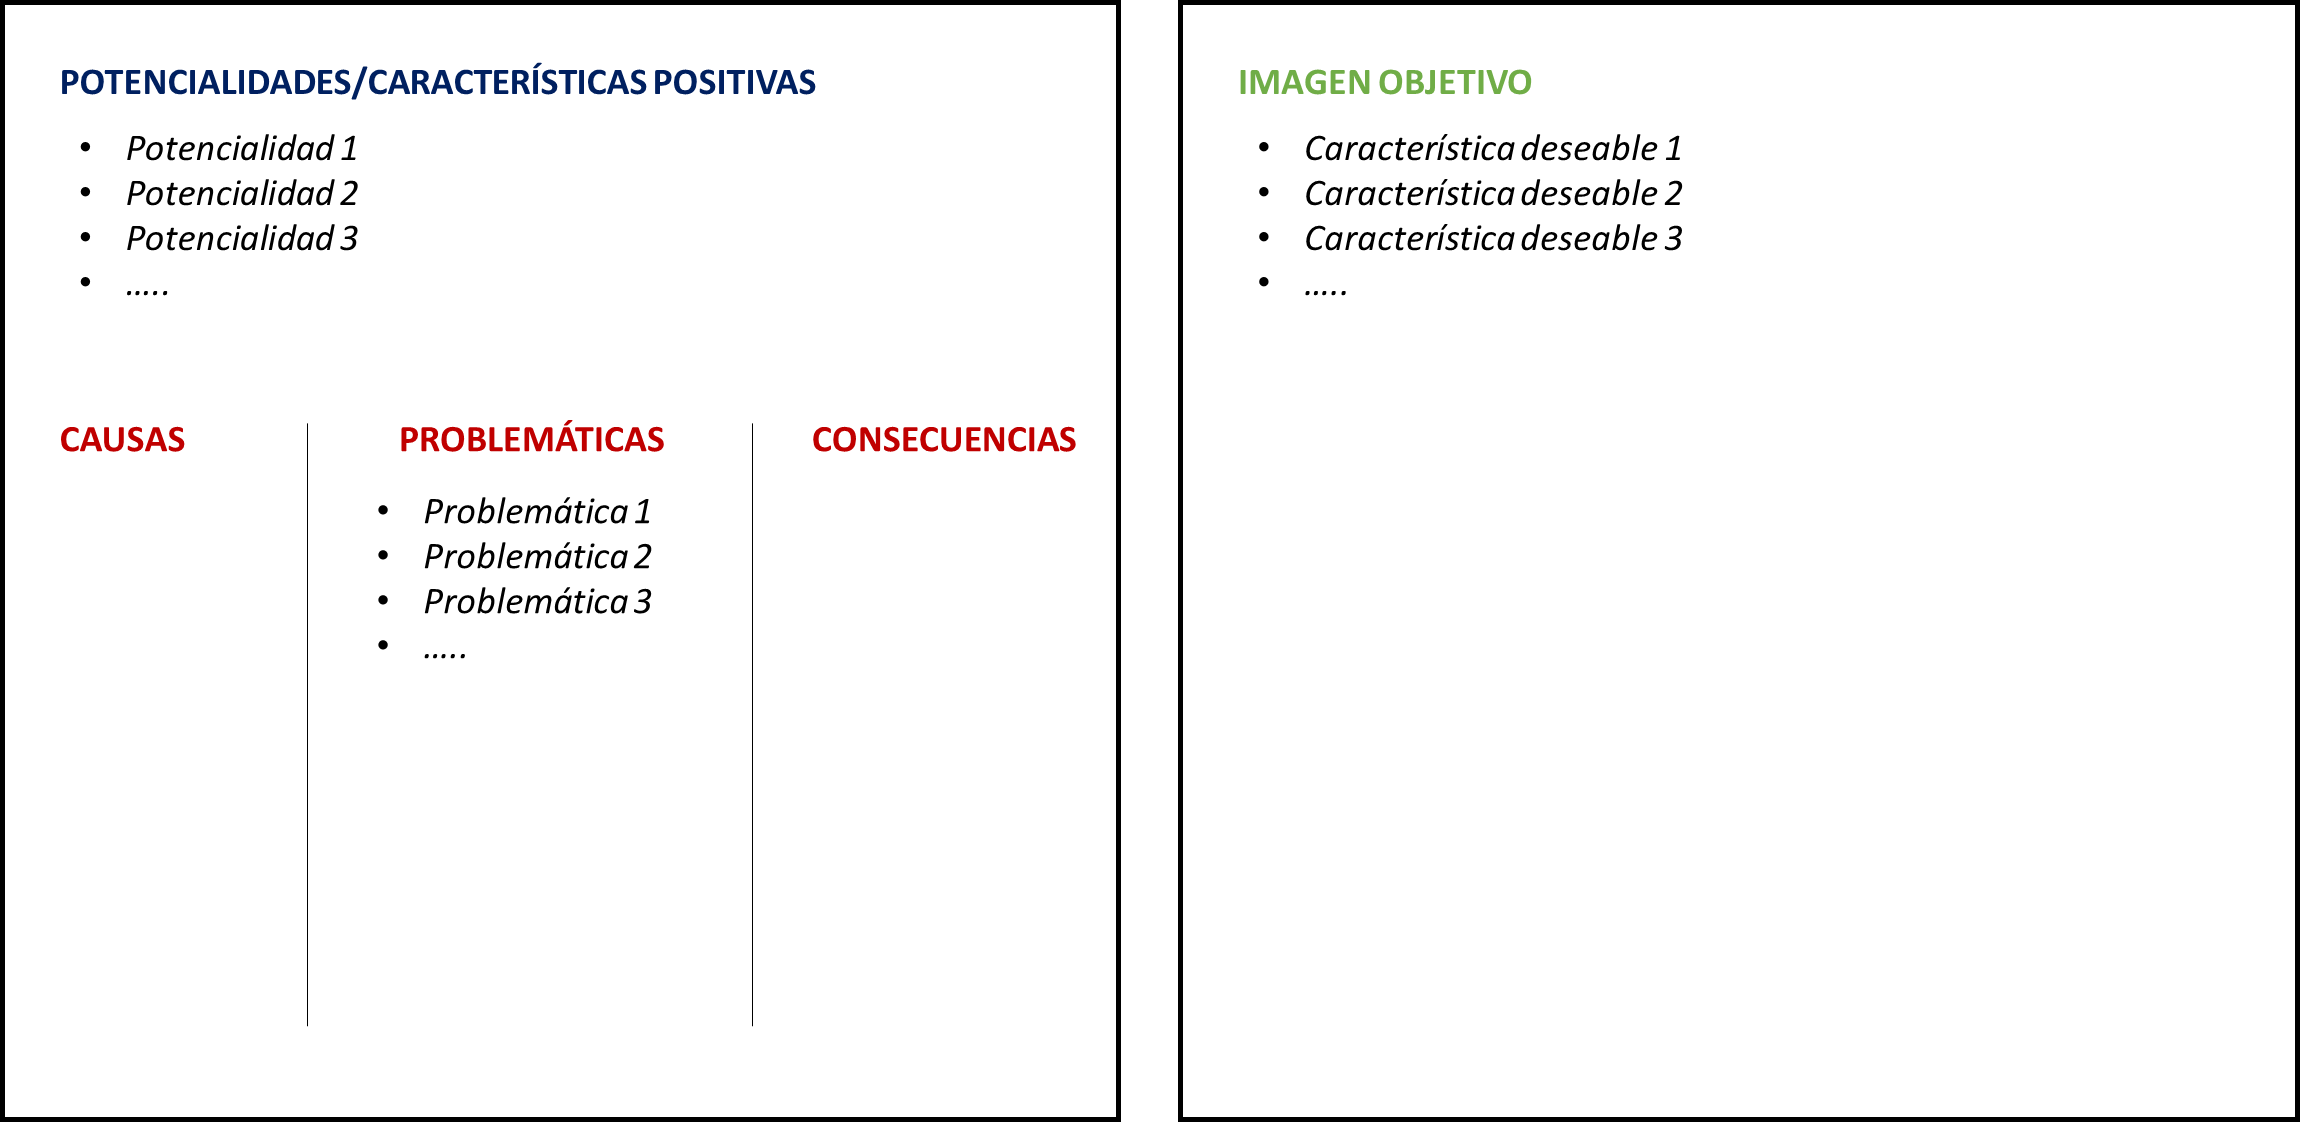 POTENCIALIDADES/CARACTERÍSTICAS POSITIVAS
• Potencialidad 1
• Potencialidad 2
• Potencialidad 3
• .....
CAUSAS
PROBLEMÁTICAS
• Problemática 1
• Problemática 2
• Problemática 3
• .....
CONSECUENCIAS
IMAGEN OBJETIVO
• Característica deseable 1
• Característica deseable 2
• Característica deseable 3
• .....